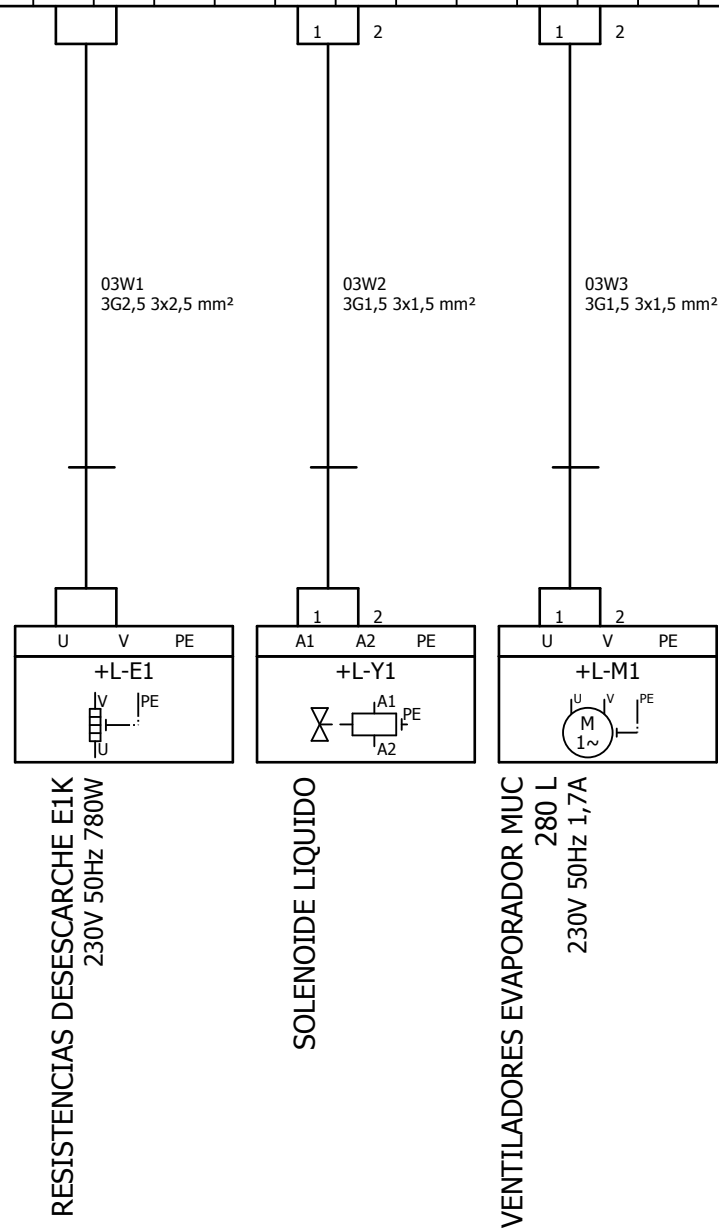 1 2
1 2
03W1
3G2,5 3x2,5 mm²
03W2
3G1,5 3x1,5 mm²
03W3
3G1,5 3x1,5 mm²
1 2
1 2
U V PE
A1 A2 PE
U V PE
+L-E1
V
PE
U
+L-Y1
A1
PE
A2
+L-M1
U V PE
M
1~
RESISTENCIAS DESESCARCHE E1K
230V 50Hz 780W
SOLENOIDE LIQUIDO
VENTILADORES EVAPORADOR MUC
280 L
230V 50Hz 1,7A